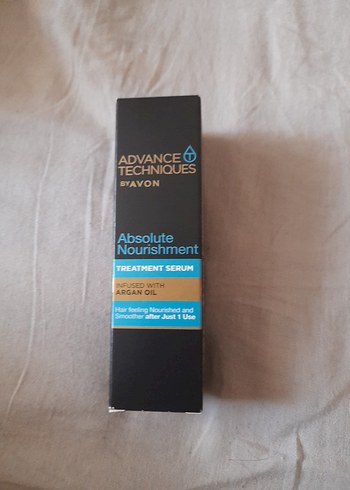 ADVANCE
TECHNIQUES
BY AVON
Absolute
Nourishment
TREATMENT SERUM
INFUSED WITH
ARGAN OIL
Hair feeling Nourished and
Smoother after Just 1 Use